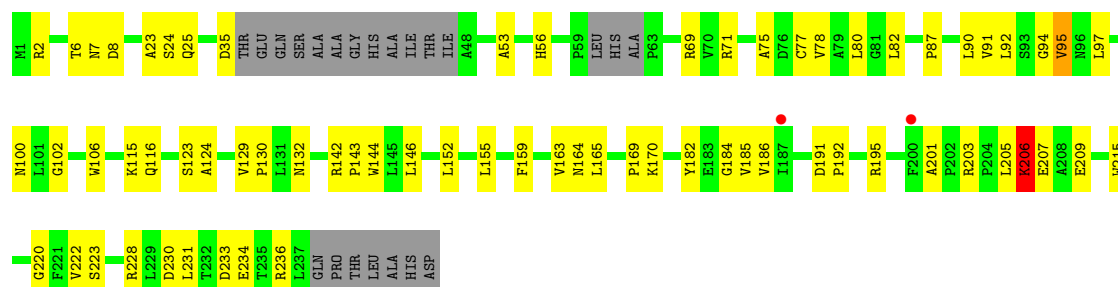 M1 R2 T6 N7 D8 A23 S24 Q25 D35 THR GLU GLN SER ALA ALA GLY HIS ALA ILE THR ILE A48 A53 H56 P59 LEU HIS ALA P63 R69 V70 R71 A75 D76 C77 V78 A79 L80 G81 L82 P87 L90 V91 L92 S93 G94 V95 N96 L97
N100 L101 G102 W106 K115 Q116 S123 A124 V129 P130 L131 N132 R142 P143 W144 L145 L146 L152 L155 F159 V163 N164 L165 P169 K170 Y182 E183 G184 V185 V186 I187 D191 P192 R195 F200 A201 P202 R203 P204 L205 K206 E207 A208 E209 W215
G220 F221 V222 S223 R228 L229 D230 L231 T232 D233 E234 T235 R236 L237 GLN PRO THR LEU ALA HIS ASP